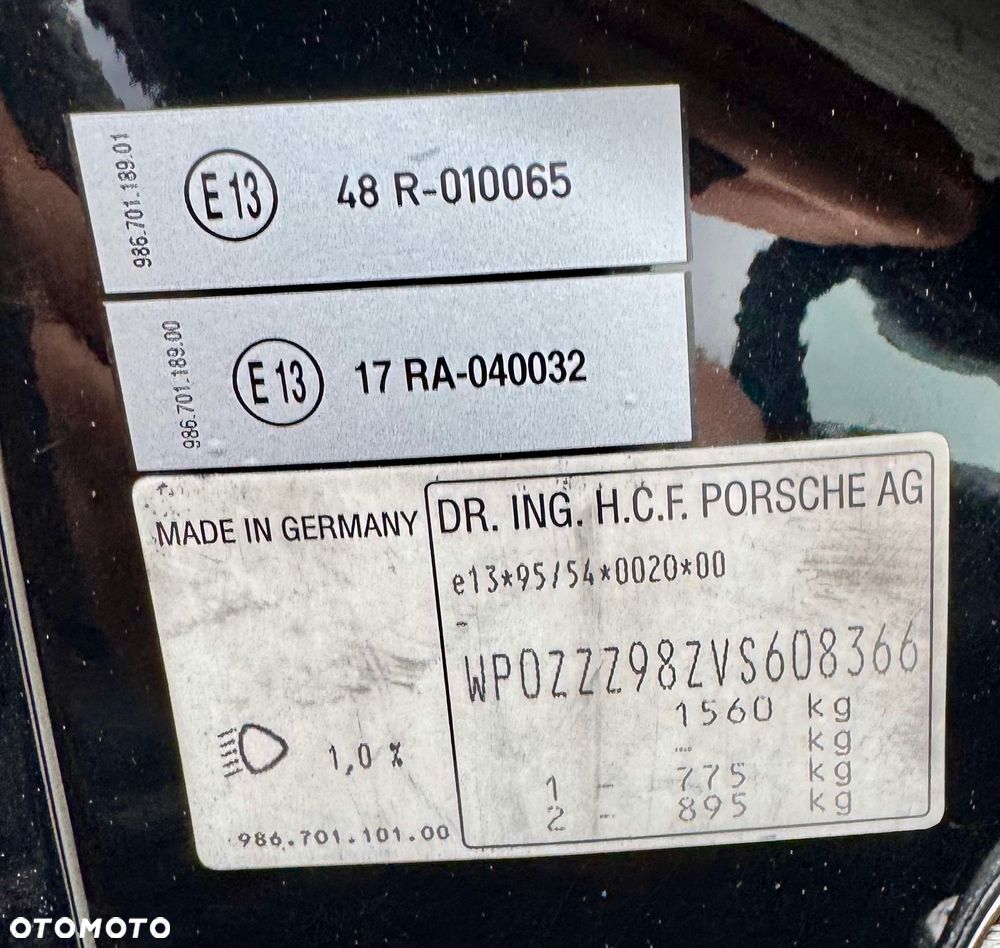 986.701.189.01
E 13
48 R-010065
986.701.189.00
E 13
17 RA-040032
MADE IN GERMANY
DR. ING. H.C.F. PORSCHE AG
e13*95/54*0020*00
-
WP0ZZZ98ZVS608366
1560 kg
-- kg
1 - 775 kg
2 - 895 kg
1,0 %
986.701.101.00
OTOMOTO